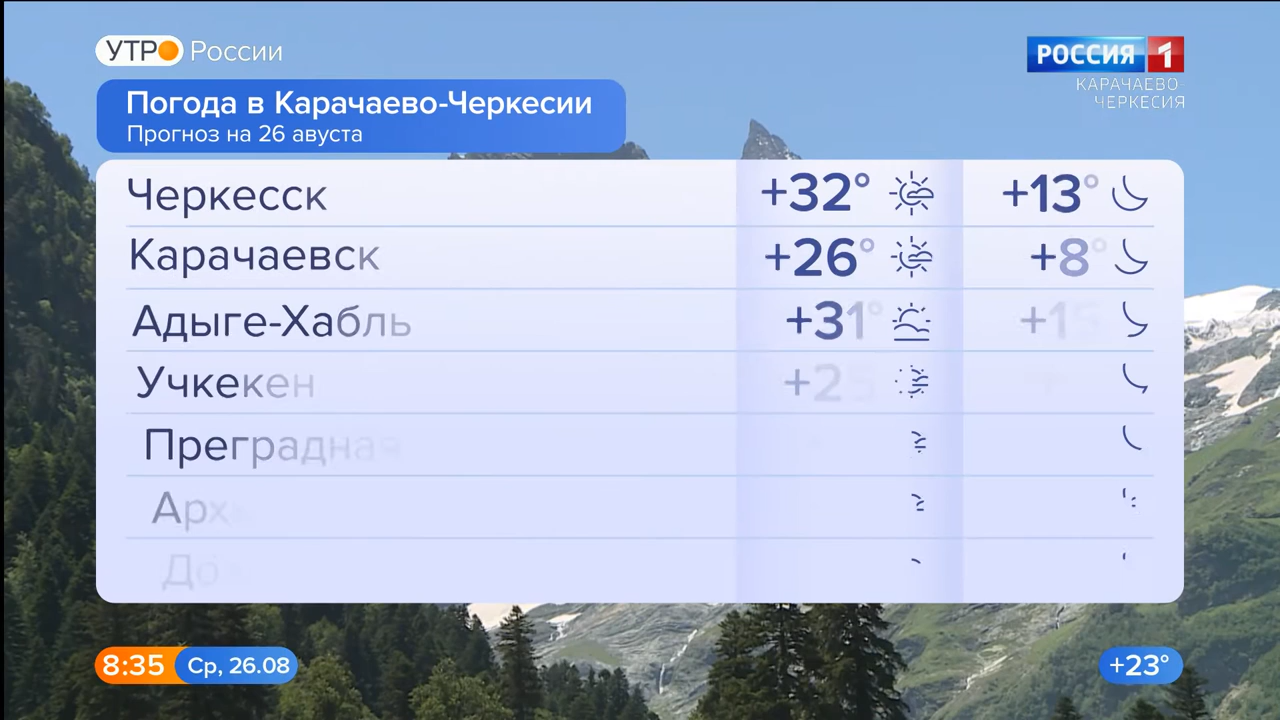 УТРО России
РОССИЯ 1
КАРАЧАЕВО-
ЧЕРКЕСИЯ
Погода в Карачаево-Черкесии
Прогноз на 26 авуста
Черкесск +32° +13°
Карачаевск +26° +8°
Адыге-Хабль +31° +15
Учкекен
Преградная
8:35 Ср, 26.08 +23°